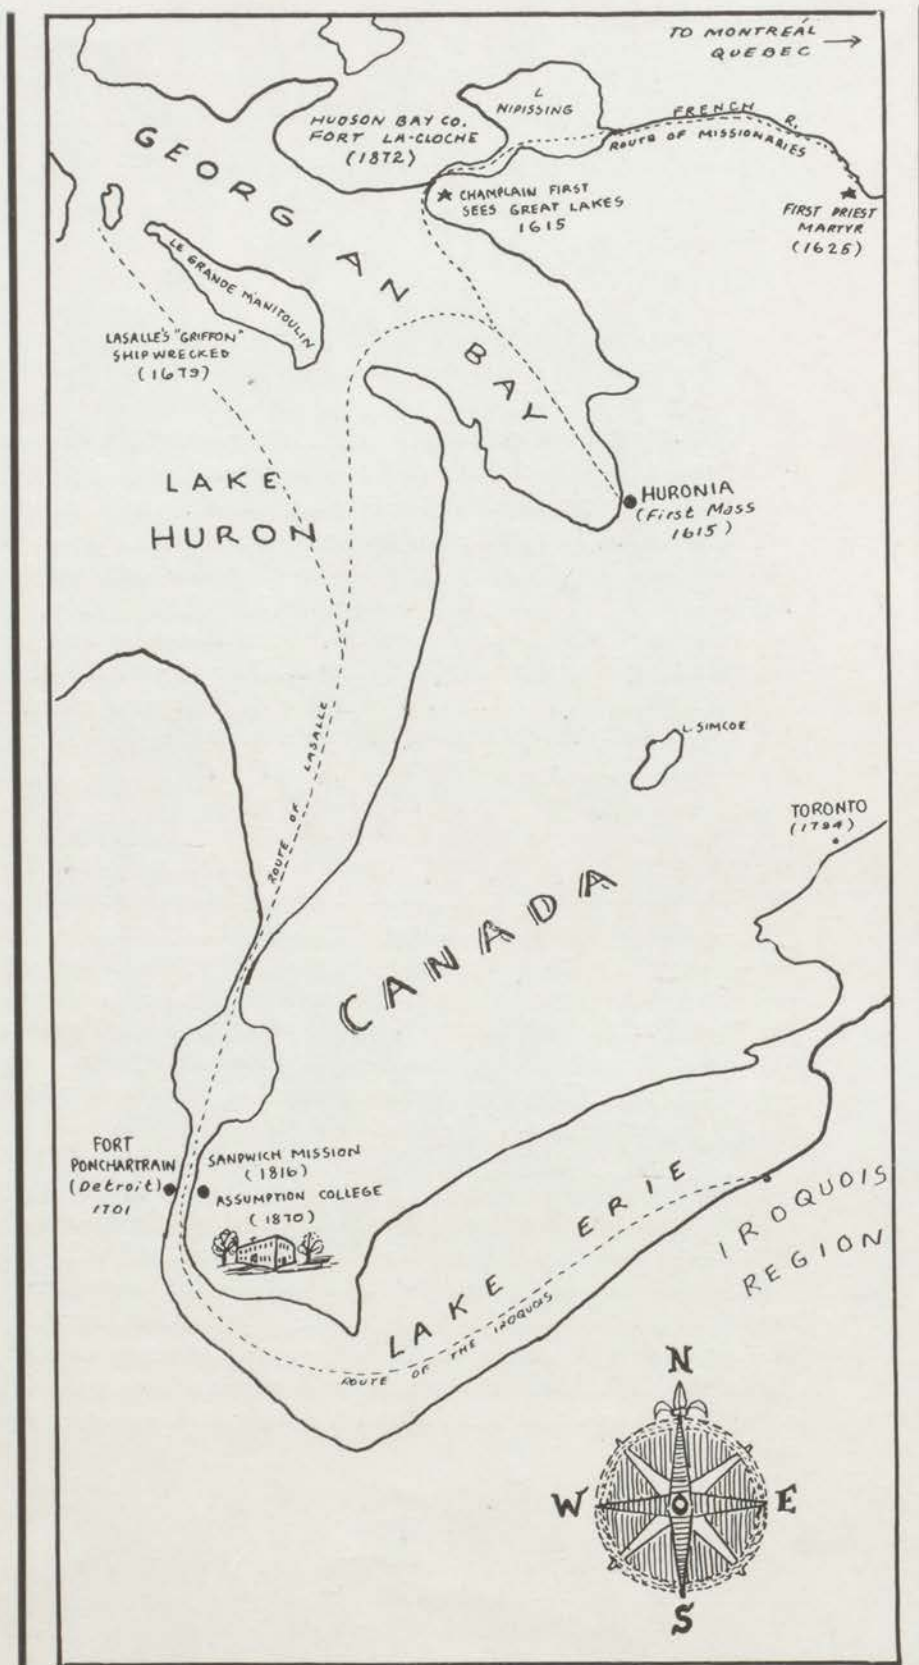 TO MONTREÁL
QUEBEC
L
NIPISSING
FRENCH R.
ROUTE OF MISSIONARIES
HUDSON BAY CO.
FORT LA-CLOCHE
(1872)
GEORGIAN BAY
CHAMPLAIN FIRST
SEES GREAT LAKES
1615
FIRST PRIEST
MARTYR
(1625)
LE GRANDE MANITOULIN
LASALLE'S "GRIFFON"
SHIPWRECKED
(1679)
LAKE
HURON
HURONIA
(First Mass
1615)
ROUTE OF LASALLE
L. SIMCOE
TORONTO
(1794)
CANADA
FORT
PONCHARTRAIN
(Detroit)
1701
SANDWICH MISSION
(1816)
ASSUMPTION COLLEGE
(1870)
LAKE ERIE
ROUTE OF THE IROQUOIS
IROQUOIS
REGION
N
W E
S